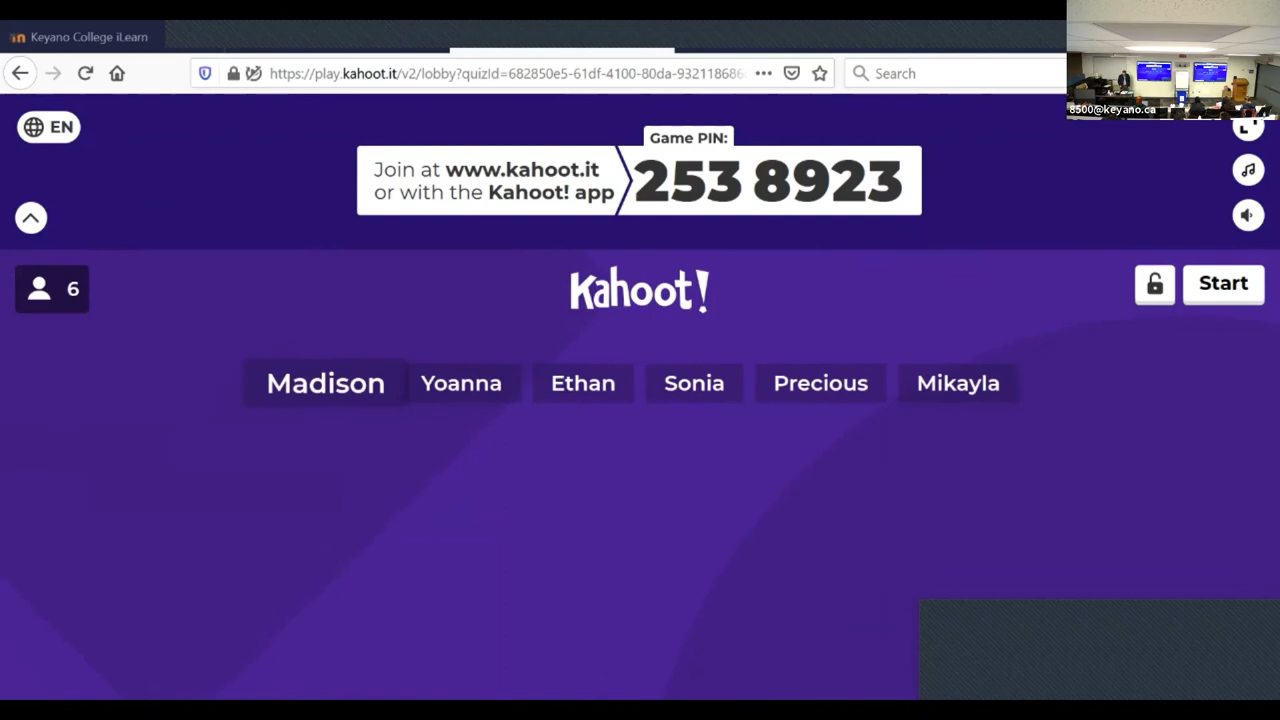 Keyano College iLearn
https://play.kahoot.it/v2/lobby?quizId=682850e5-61df-4100-80da-932118686
Search
8500@keyano.ca
EN
Game PIN:
Join at www.kahoot.it
or with the Kahoot! app
253 8923
6
Kahoot!
Start
Madison Yoanna Ethan Sonia Precious Mikayla